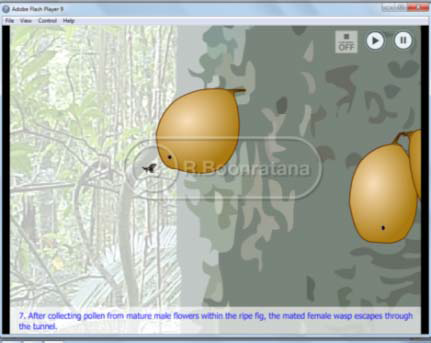 Adobe Flash Player 9
File View Control Help
OFF
R.Boonratana
7. After collecting pollen from mature male flowers within the ripe fig, the mated female wasp escapes through
the tunnel.